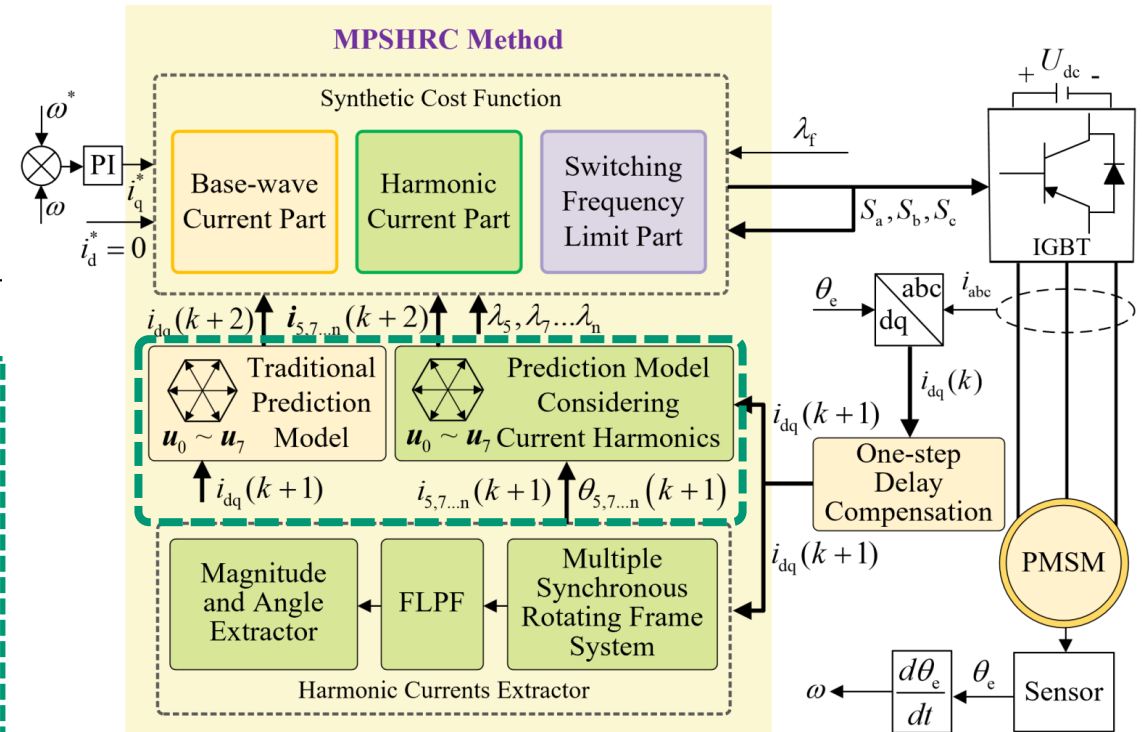 MPSHRC Method
Synthetic Cost Function
ω*
PI
ω
i*q
i*d = 0
Base-wave
Current Part
Harmonic
Current Part
Switching
Frequency
Limit Part
λf
Sa, Sb, Sc
+ Udc -
IGBT
iabc
θe
abc
dq
idq(k)
idq(k+2)
i5,7...n(k+2)
λ5, λ7...λn
Traditional
Prediction
Model
u0 ~ u7
Prediction Model
Considering
Current Harmonics
u0 ~ u7
idq(k+1)
i5,7...n(k+1)
θ5,7...n(k+1)
idq(k+1)
One-step
Delay
Compensation
idq(k+1)
Magnitude
and Angle
Extractor
FLPF
Multiple
Synchronous
Rotating Frame
System
Harmonic Currents Extractor
PMSM
Sensor
θe
dθe
dt
ω